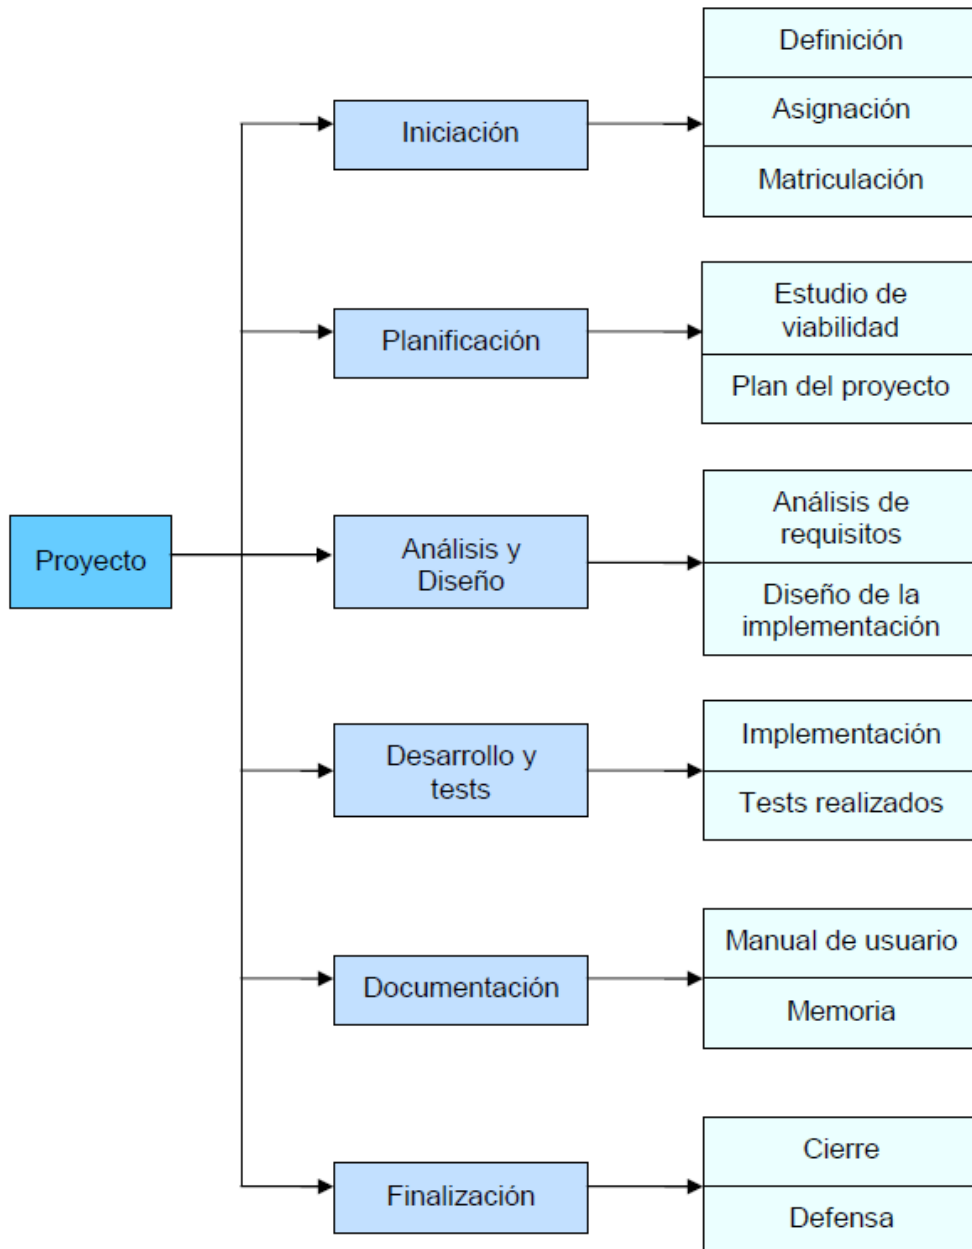 Proyecto
Iniciación
Definición
Asignación
Matriculación
Planificación
Estudio de
viabilidad
Plan del proyecto
Análisis y
Diseño
Análisis de
requisitos
Diseño de la
implementación
Desarrollo y
tests
Implementación
Tests realizados
Documentación
Manual de usuario
Memoria
Finalización
Cierre
Defensa